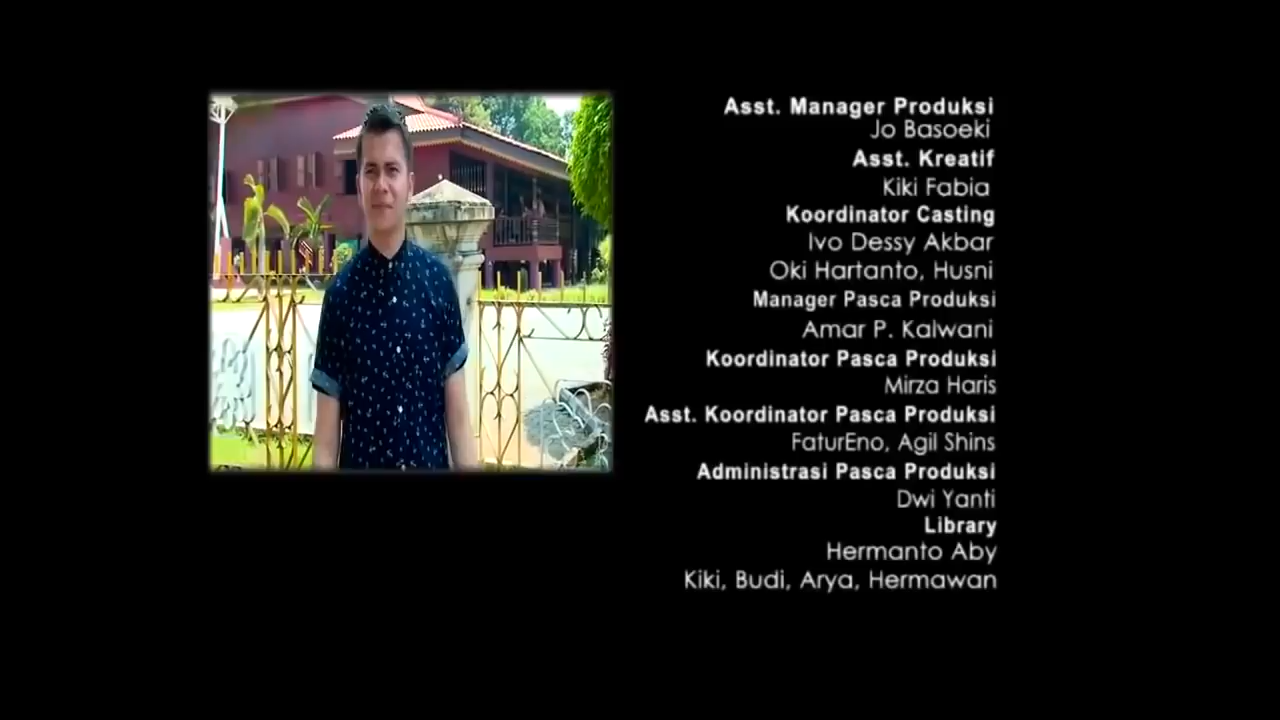 Asst. Manager Produksi
Jo Basoeki
Asst. Kreatif
Kiki Fabia
Koordinator Casting
Ivo Dessy Akbar
Oki Hartanto, Husni
Manager Pasca Produksi
Amar P. Kalwani
Koordinator Pasca Produksi
Mirza Haris
Asst. Koordinator Pasca Produksi
FaturEno, Agil Shins
Administrasi Pasca Produksi
Dwi Yanti
Library
Hermanto Aby
Kiki, Budi, Arya, Hermawan